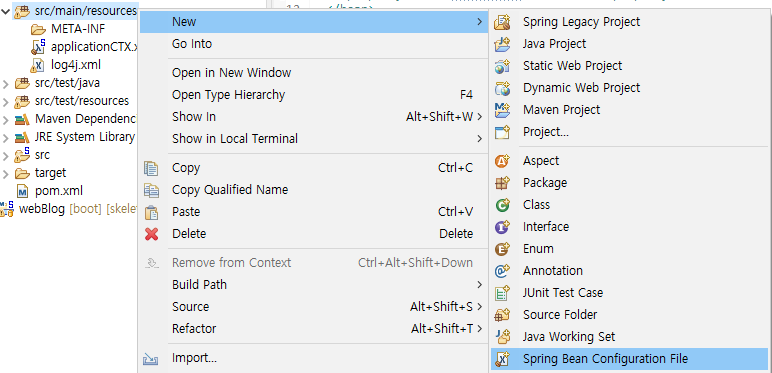 src/main/resources
META-INF
applicationCTX.x
log4j.xml
src/test/java
src/test/resources
Maven Dependenc
JRE System Library
src
target
pom.xml
webBlog [boot] [skelet
New
Go Into
Open in New Window
Open Type Hierarchy F4
Show In Alt+Shift+W
Show in Local Terminal
Copy Ctrl+C
Copy Qualified Name
Paste Ctrl+V
Delete Delete
Remove from Context Ctrl+Alt+Shift+Down
Build Path
Source Alt+Shift+S
Refactor Alt+Shift+T
Import...
Spring Legacy Project
Java Project
Static Web Project
Dynamic Web Project
Maven Project
Project...
Aspect
Package
Class
Interface
Enum
Annotation
JUnit Test Case
Source Folder
Java Working Set
Spring Bean Configuration File